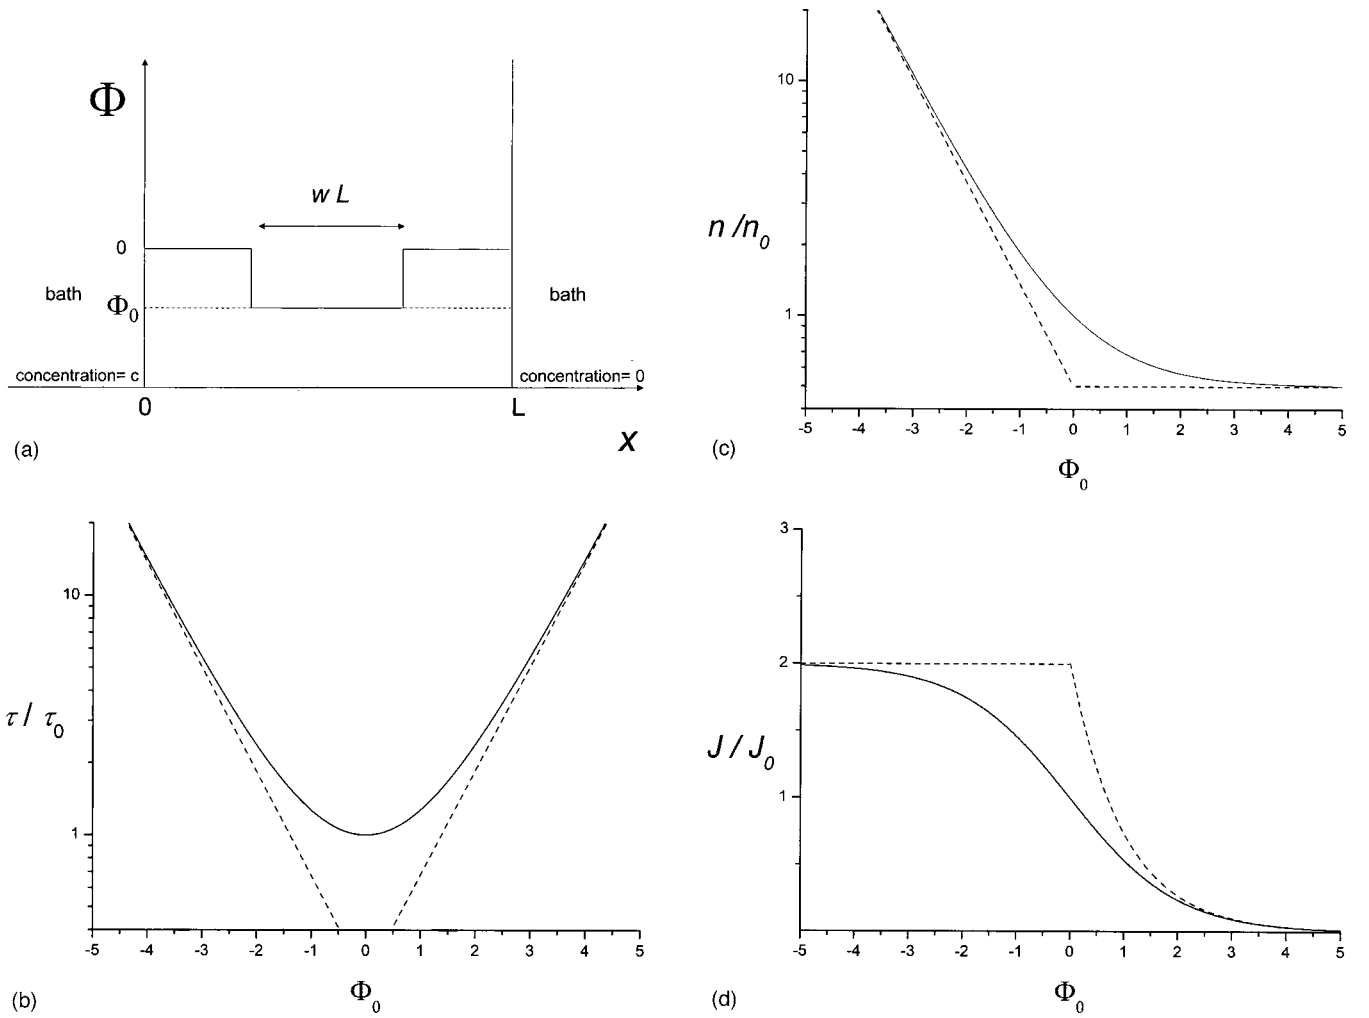 Φ
w L
0
bath
bath
Φ0
concentration= c
concentration= 0
0
L
x
(a)
10
n /n0
1
-5 -4 -3 -2 -1 0 1 2 3 4 5
Φ0
(c)
10
τ / τ0
1
-5 -4 -3 -2 -1 0 1 2 3 4 5
Φ0
(b)
3
2
J / J0
1
-5 -4 -3 -2 -1 0 1 2 3 4 5
Φ0
(d)